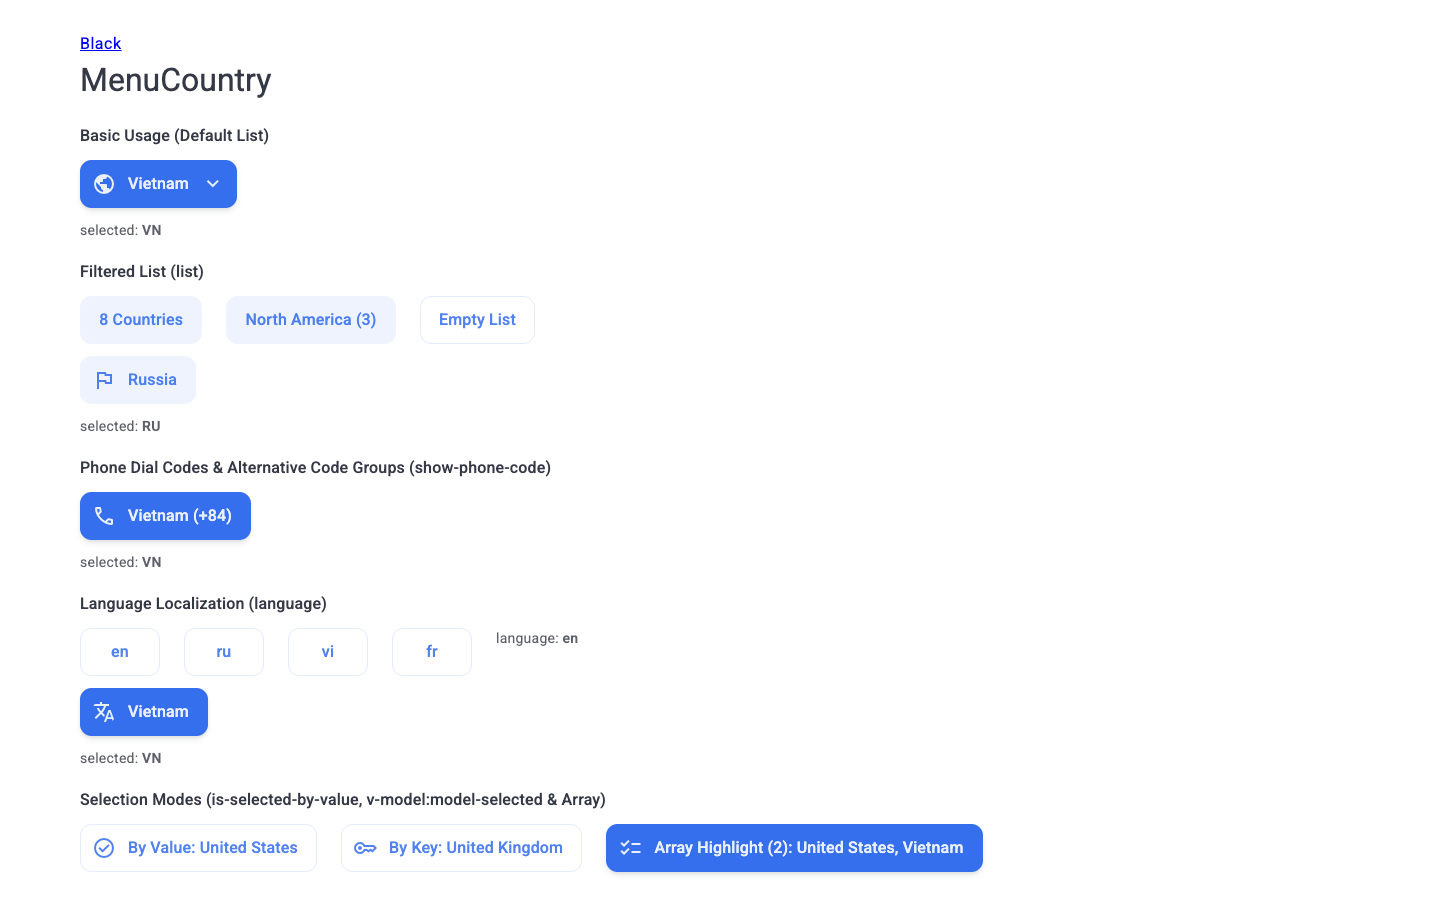 Black
MenuCountry
Basic Usage (Default List)
Vietnam
selected: VN
Filtered List (list)
8 Countries
North America (3)
Empty List
Russia
selected: RU
Phone Dial Codes & Alternative Code Groups (show-phone-code)
Vietnam (+84)
selected: VN
Language Localization (language)
en
ru
vi
fr
language: en
Vietnam
selected: VN
Selection Modes (is-selected-by-value, v-model:model-selected & Array)
By Value: United States
By Key: United Kingdom
Array Highlight (2): United States, Vietnam